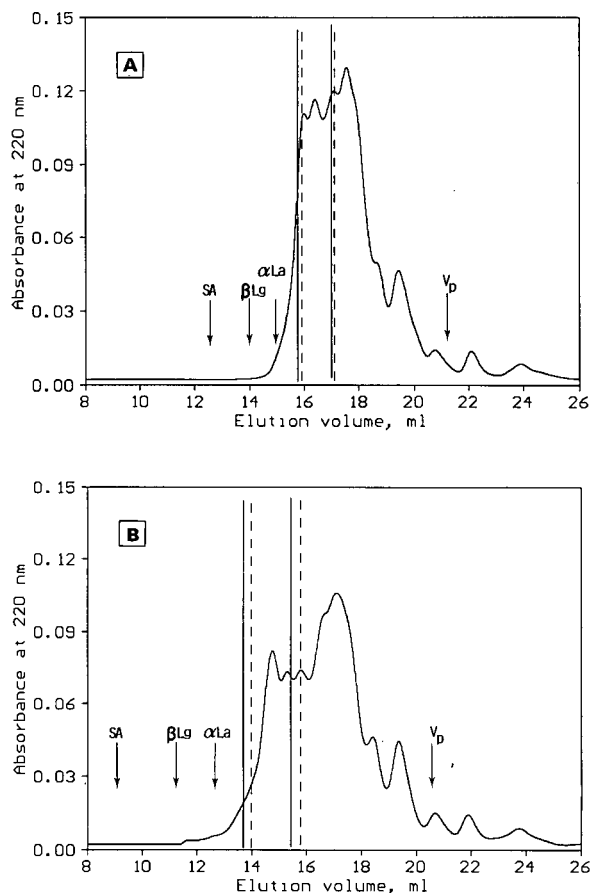 A
Absorbance at 220 nm
0.15
0.12
0.09
0.06
0.03
0.00
SA
βLg
αLa
Vp
8 10 12 14 16 18 20 22 24 26
Elution volume, ml
B
Absorbance at 220 nm
0.15
0.12
0.09
0.06
0.03
0.00
SA
βLg
αLa
Vp
8 10 12 14 16 18 20 22 24 26
Elution volume, ml